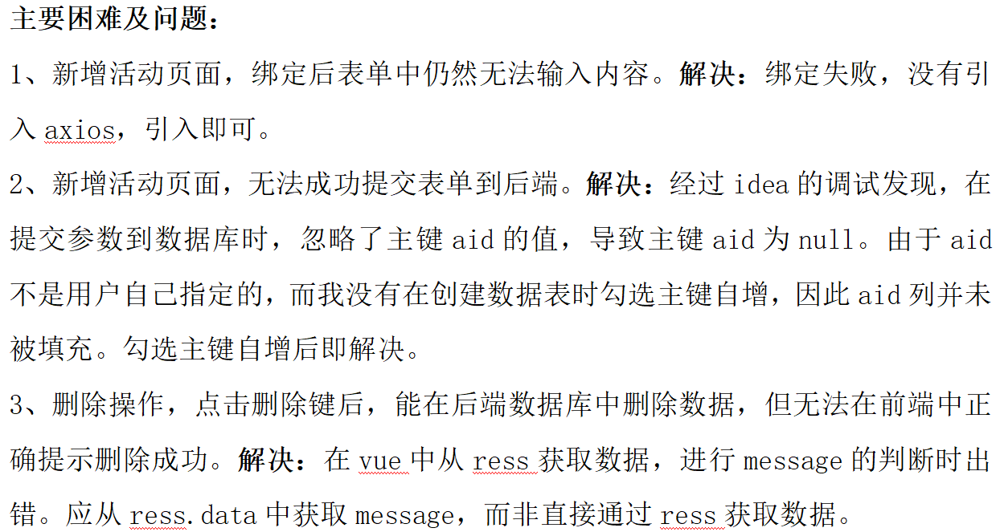 主要困难及问题：
1、新增活动页面，绑定后表单中仍然无法输入内容。解决：绑定失败，没有引
入 axios，引入即可。
2、新增活动页面，无法成功提交表单到后端。解决：经过 idea 的调试发现，在
提交参数到数据库时，忽略了主键 aid 的值，导致主键 aid 为 null。由于 aid
不是用户自己指定的，而我没有在创建数据表时勾选主键自增，因此 aid 列并未
被填充。勾选主键自增后即解决。
3、删除操作，点击删除键后，能在后端数据库中删除数据，但无法在前端中正
确提示删除成功。解决：在 vue 中从 ress 获取数据，进行 message 的判断时出
错。应从 ress.data 中获取 message，而非直接通过 ress 获取数据。